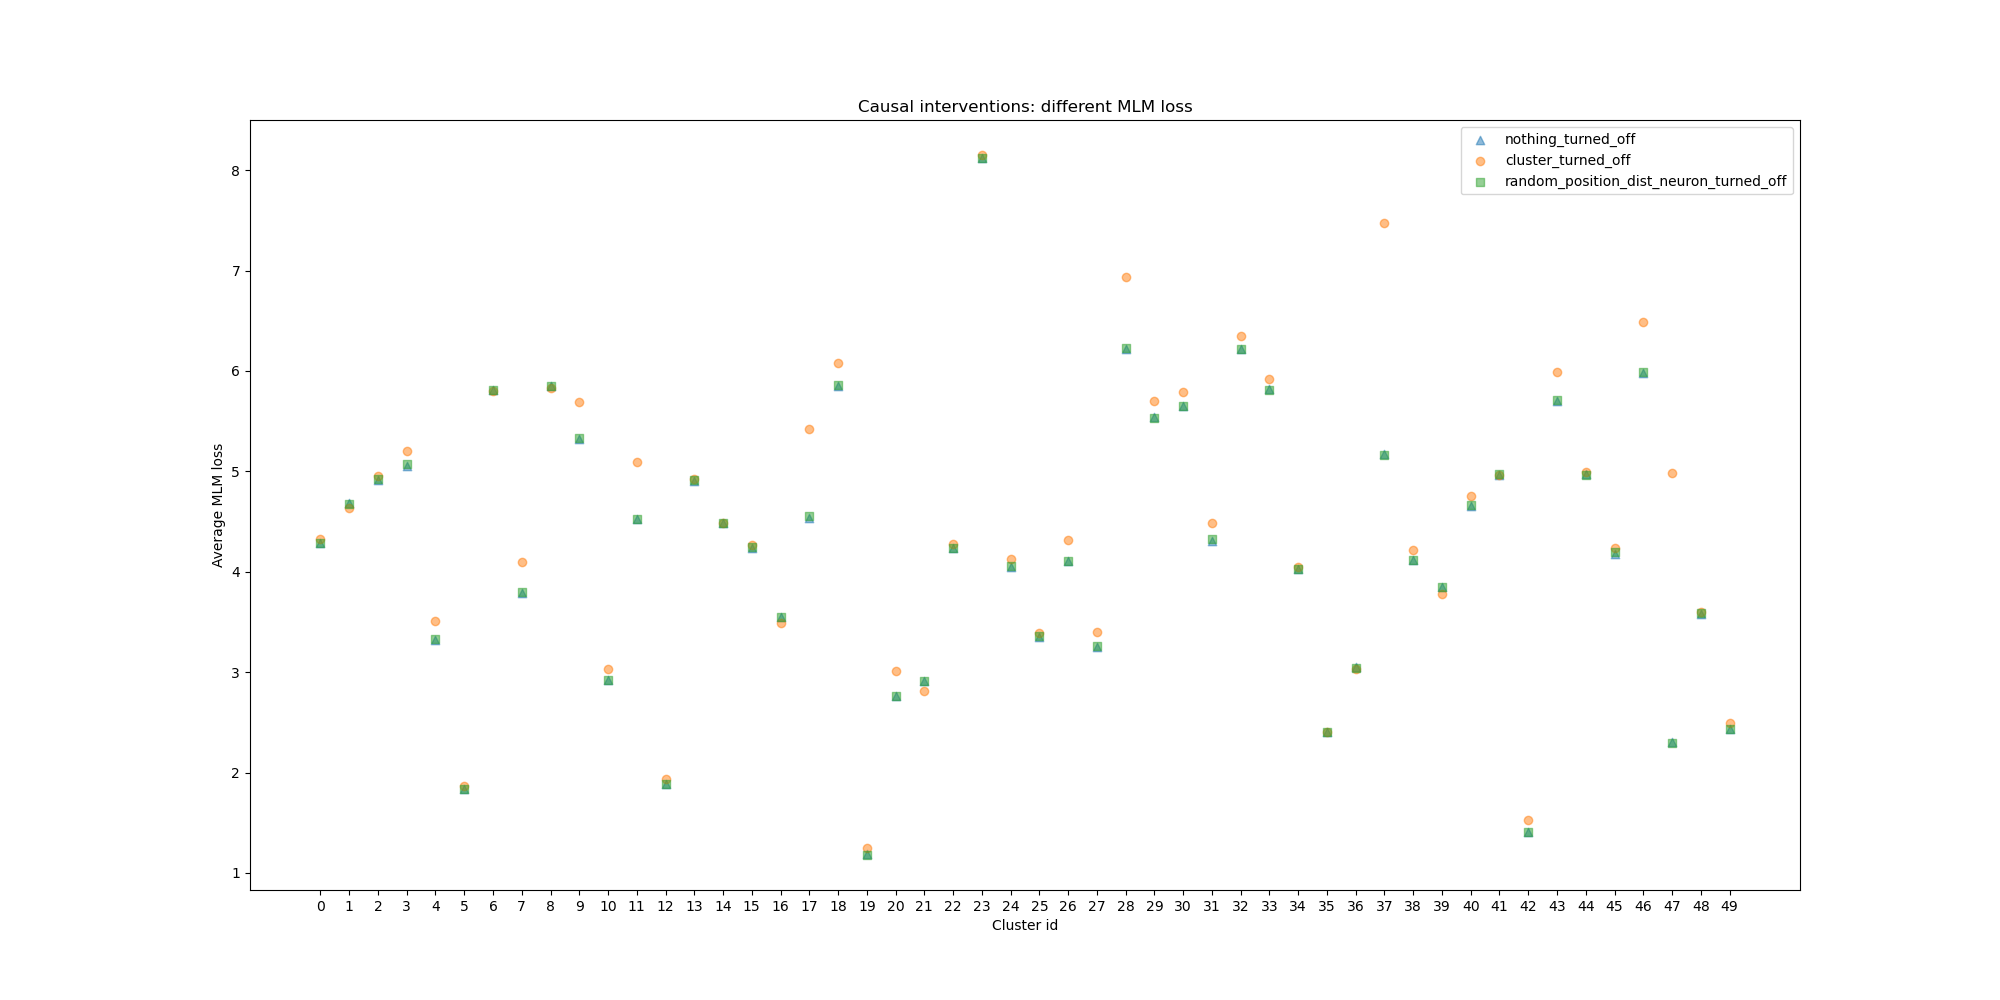 Causal interventions: different MLM loss
nothing_turned_off
cluster_turned_off
random_position_dist_neuron_turned_off
8
7
6
5
4
3
2
1
Average MLM loss
0 1 2 3 4 5 6 7 8 9 10 11 12 13 14 15 16 17 18 19 20 21 22 23 24 25 26 27 28 29 30 31 32 33 34 35 36 37 38 39 40 41 42 43 44 45 46 47 48 49
Cluster id